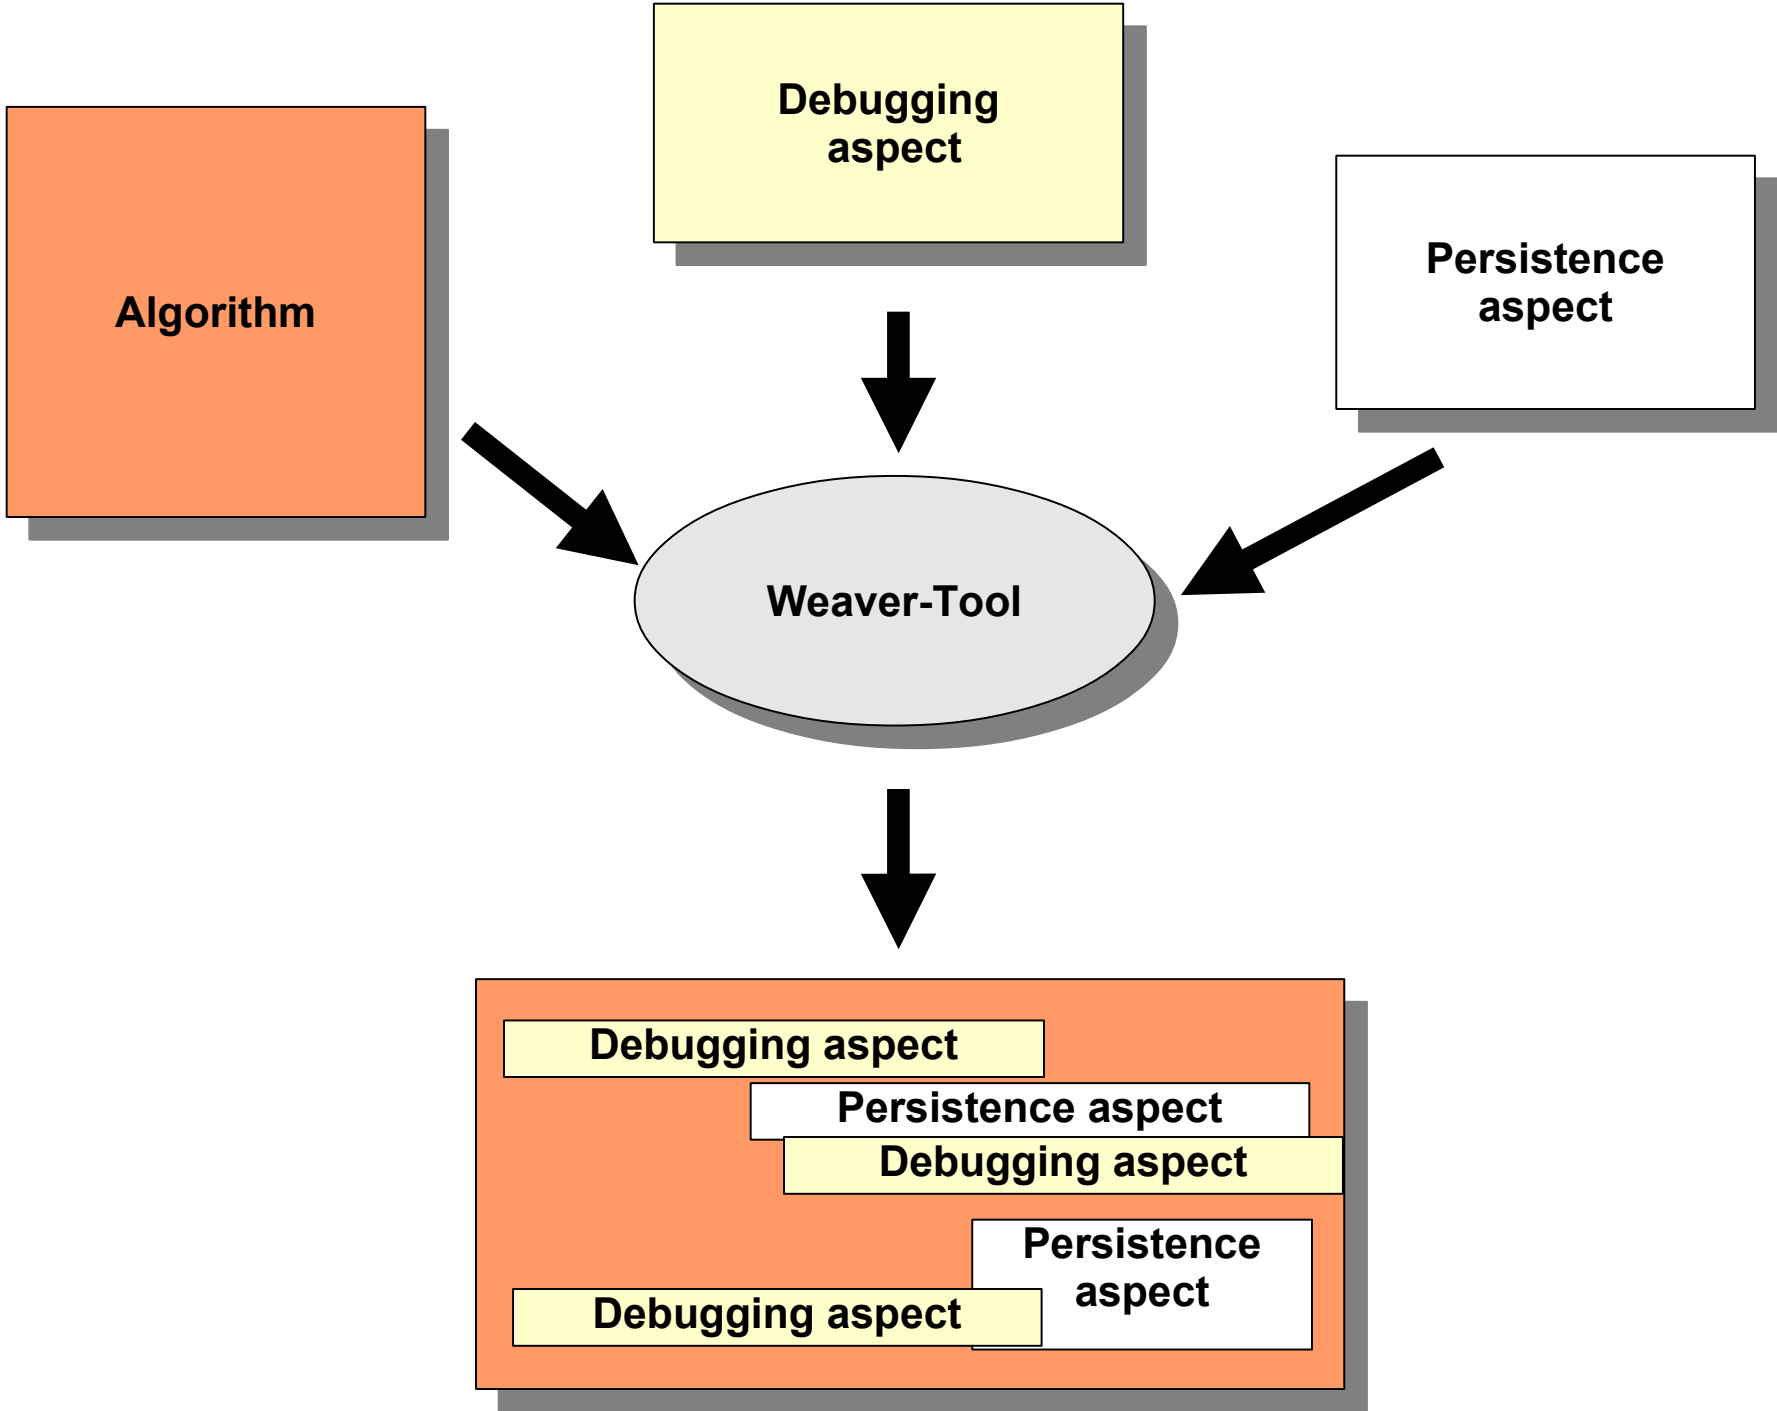 Debugging
aspect
Algorithm
Persistence
aspect
Weaver-Tool
Debugging aspect
Persistence aspect
Debugging aspect
Persistence
aspect
Debugging aspect